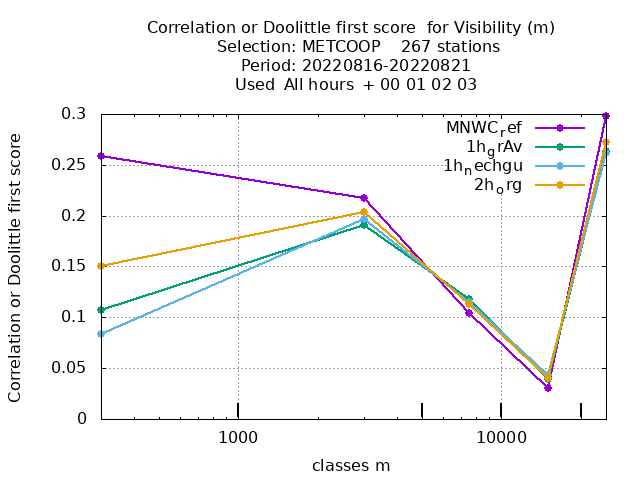 Correlation or Doolittle first score  for Visibility (m)
Selection: METCOOP    267 stations
Period: 20220816-20220821
Used  All hours  + 00 01 02 03
Correlation or Doolittle first score
0.3
0.25
0.2
0.15
0.1
0.05
0
MNWCref
1hgrAv
1hnechgu
2horg
1000
10000
classes m